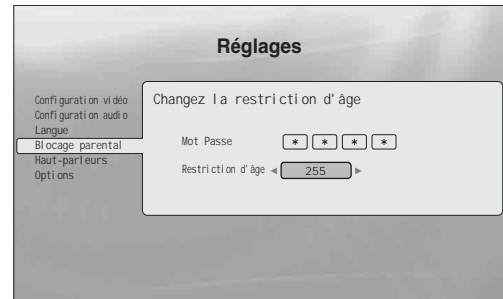 Réglages
Configuration vidéo
Configuration audio
Langue
Blocage parental
Haut-parleurs
Options
Changez la restriction d'âge
Mot Passe * * * *
Restriction d'âge ◀ 255 ▶